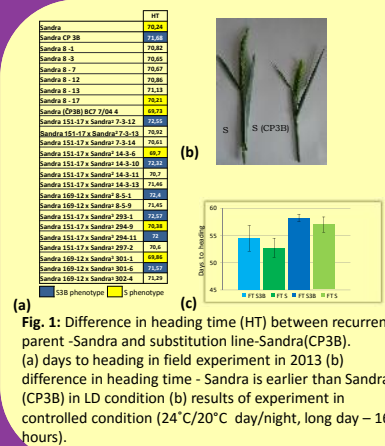 HT
Sandra 70,24
Sandra CP 3B 71,68
Sandra 8 -1 70,82
Sandra 8 -3 70,65
Sandra 8 - 7 70,67
Sandra 8 - 12 70,86
Sandra 8 - 13 71,13
Sandra 8 - 17 70,21
Sandra (ČP3B) BC7 7/04 4 69,73
Sandra 151-17 x Sandra² 7-3-12 72,55
Sandra 151-17 x Sandra² 7-3-13 70,92
Sandra 151-17 x Sandra² 7-3-14 70,61
Sandra 151-17 x Sandra² 14-3-6 69,7
Sandra 151-17 x Sandra² 14-3-10 72,32
Sandra 151-17 x Sandra² 14-3-11 70,7
Sandra 151-17 x Sandra² 14-3-13 71,46
Sandra 169-12 x Sandra² 8-5-1 72,4
Sandra 169-12 x Sandra² 8-5-9 71,45
Sandra 151-17 x Sandra³ 293-1 72,57
Sandra 151-17 x Sandra³ 294-9 70,38
Sandra 151-17 x Sandra³ 294-11 72
Sandra 151-17 x Sandra³ 297-2 70,6
Sandra 169-12 x Sandra³ 301-1 69,86
Sandra 169-12 x Sandra³ 301-6 71,57
Sandra 169-12 x Sandra³ 302-4 71,29
S3B phenotype S phenotype
(a)
S S (CP3B)
(b)
Days to heading
60
55
50
45
FT S3B FT S FT S3B FT S
(c)
Fig. 1: Difference in heading time (HT) between recurren
parent -Sandra and substitution line-Sandra(CP3B).
(a) days to heading in field experiment in 2013 (b)
difference in heading time - Sandra is earlier than Sandra
(CP3B) in LD condition (b) results of experiment in
controlled condition (24˚C/20°C day/night, long day – 16
hours).